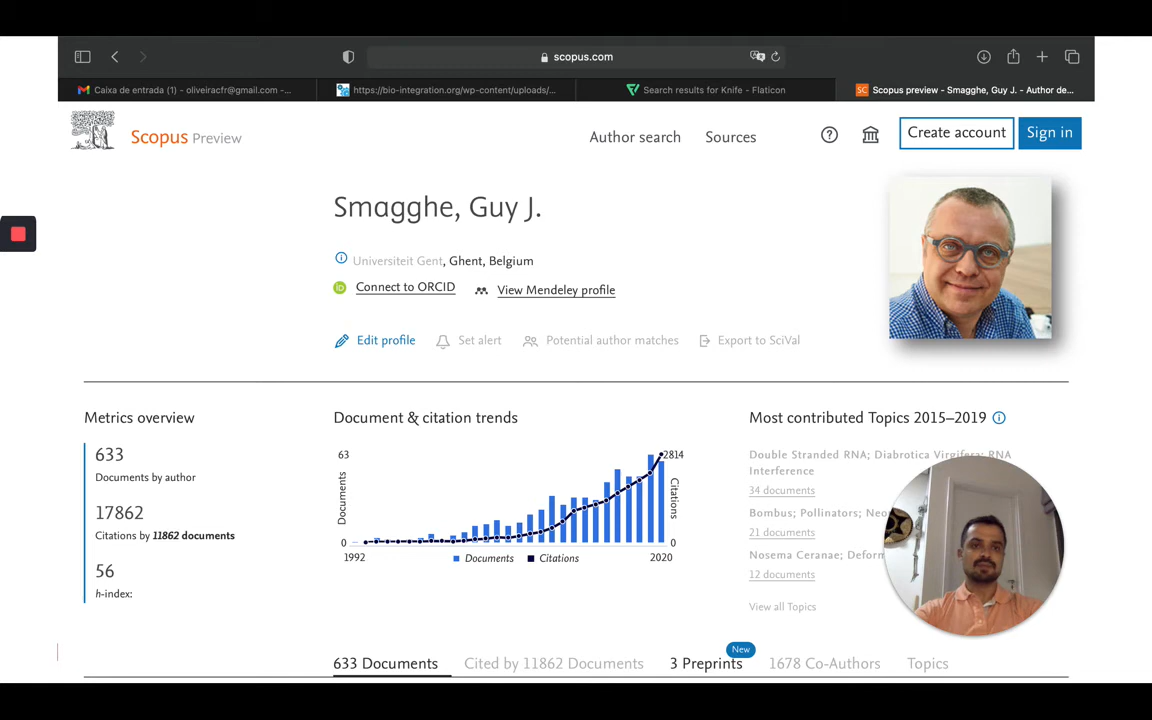 scopus.com
Caixa de entrada (1) - oliveiracfr@gmail.com -...
https://bio-integration.org/wp-content/uploads/...
Search results for Knife - Flaticon
SC Scopus preview - Smagghe, Guy J. - Author de...
Scopus Preview
Author search
Sources
Create account
Sign in
Smagghe, Guy J.
Universiteit Gent, Ghent, Belgium
iD Connect to ORCID
View Mendeley profile
Edit profile
Set alert
Potential author matches
Export to SciVal
Metrics overview
633
Documents by author
17862
Citations by 11862 documents
56
h-index:
Document & citation trends
63
2814
Documents
Citations
0
0
1992
2020
Documents
Citations
Most contributed Topics 2015–2019
Double Stranded RNA; Diabrotica Virgifera; RNA
Interference
34 documents
Bombus; Pollinators; Neo
21 documents
Nosema Ceranae; Deform
12 documents
View all Topics
633 Documents
Cited by 11862 Documents
New
3 Preprints
1678 Co-Authors
Topics